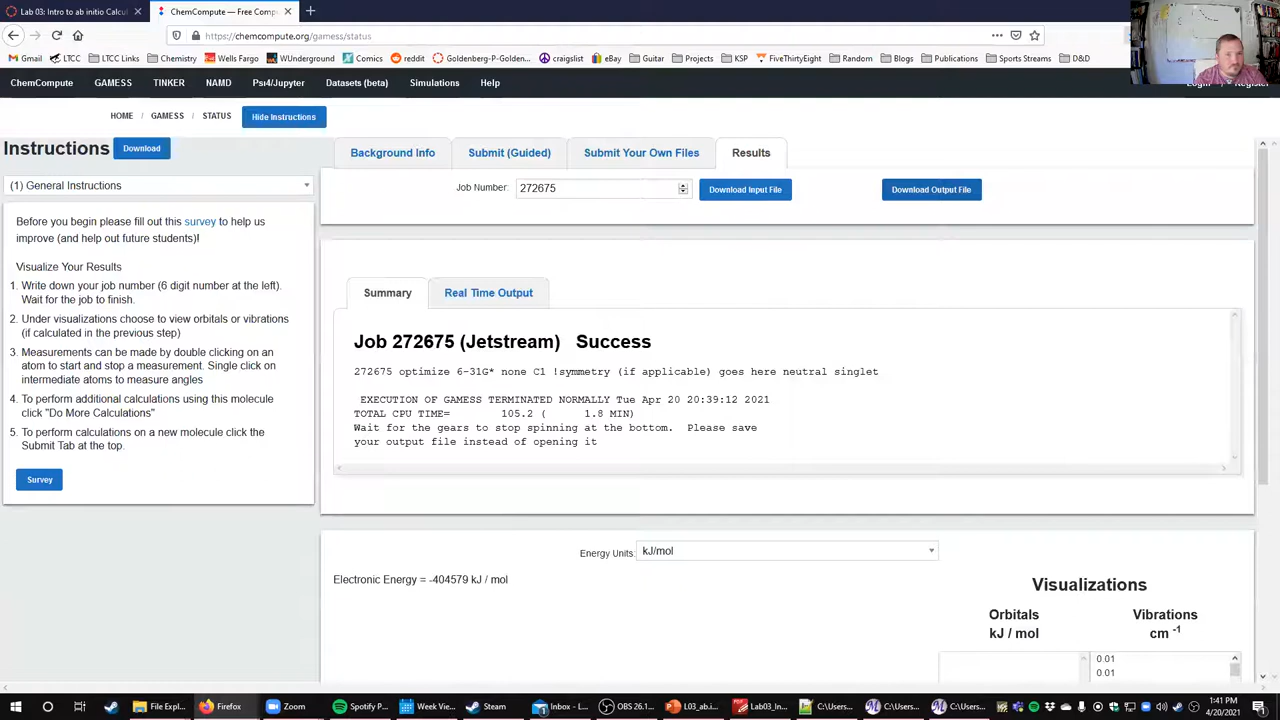 Lab 03: Intro to ab initio Calcul
ChemCompute — Free Comp
https://chemcompute.org/gamess/status
Gmail
LTCC
LTCC Links
Chemistry
Wells Fargo
WUnderground
Comics
reddit
Goldenberg-P-Golden...
craigslist
eBay
Guitar
Projects
KSP
FiveThirtyEight
Random
Blogs
Publications
Sports Streams
D&D
ChemCompute
GAMESS
TINKER
NAMD
Psi4/Jupyter
Datasets (beta)
Simulations
Help
HOME / GAMESS / STATUS
Hide Instructions
Instructions
Download
(1) General Instructions
Before you begin please fill out this survey to help us
improve (and help out future students)!
Visualize Your Results
1. Write down your job number (6 digit number at the left).
Wait for the job to finish.
2. Under visualizations choose to view orbitals or vibrations
(if calculated in the previous step)
3. Measurements can be made by double clicking on an
atom to start and stop a measurement. Single click on
intermediate atoms to measure angles
4. To perform additional calculations using this molecule
click "Do More Calculations"
5. To perform calculations on a new molecule click the
Submit Tab at the top.
Survey
Background Info
Submit (Guided)
Submit Your Own Files
Results
Job Number:
272675
Download Input File
Download Output File
Summary
Real Time Output
Job 272675 (Jetstream) Success
272675 optimize 6-31G* none C1 !symmetry (if applicable) goes here neutral singlet
EXECUTION OF GAMESS TERMINATED NORMALLY Tue Apr 20 20:39:12 2021
TOTAL CPU TIME= 105.2 ( 1.8 MIN)
Wait for the gears to stop spinning at the bottom. Please save
your output file instead of opening it
Energy Units:
kJ/mol
Electronic Energy = -404579 kJ / mol
Visualizations
Orbitals
kJ / mol
Vibrations
cm -1
0.01
0.01
File Expl...
Firefox
Zoom
Spotify P...
Week View...
Steam
Inbox - L...
OBS 26.1...
L03_ab.i...
Lab03_In...
C:\Users...
C:\Users...
C:\Users...
1:41 PM
4/20/2021